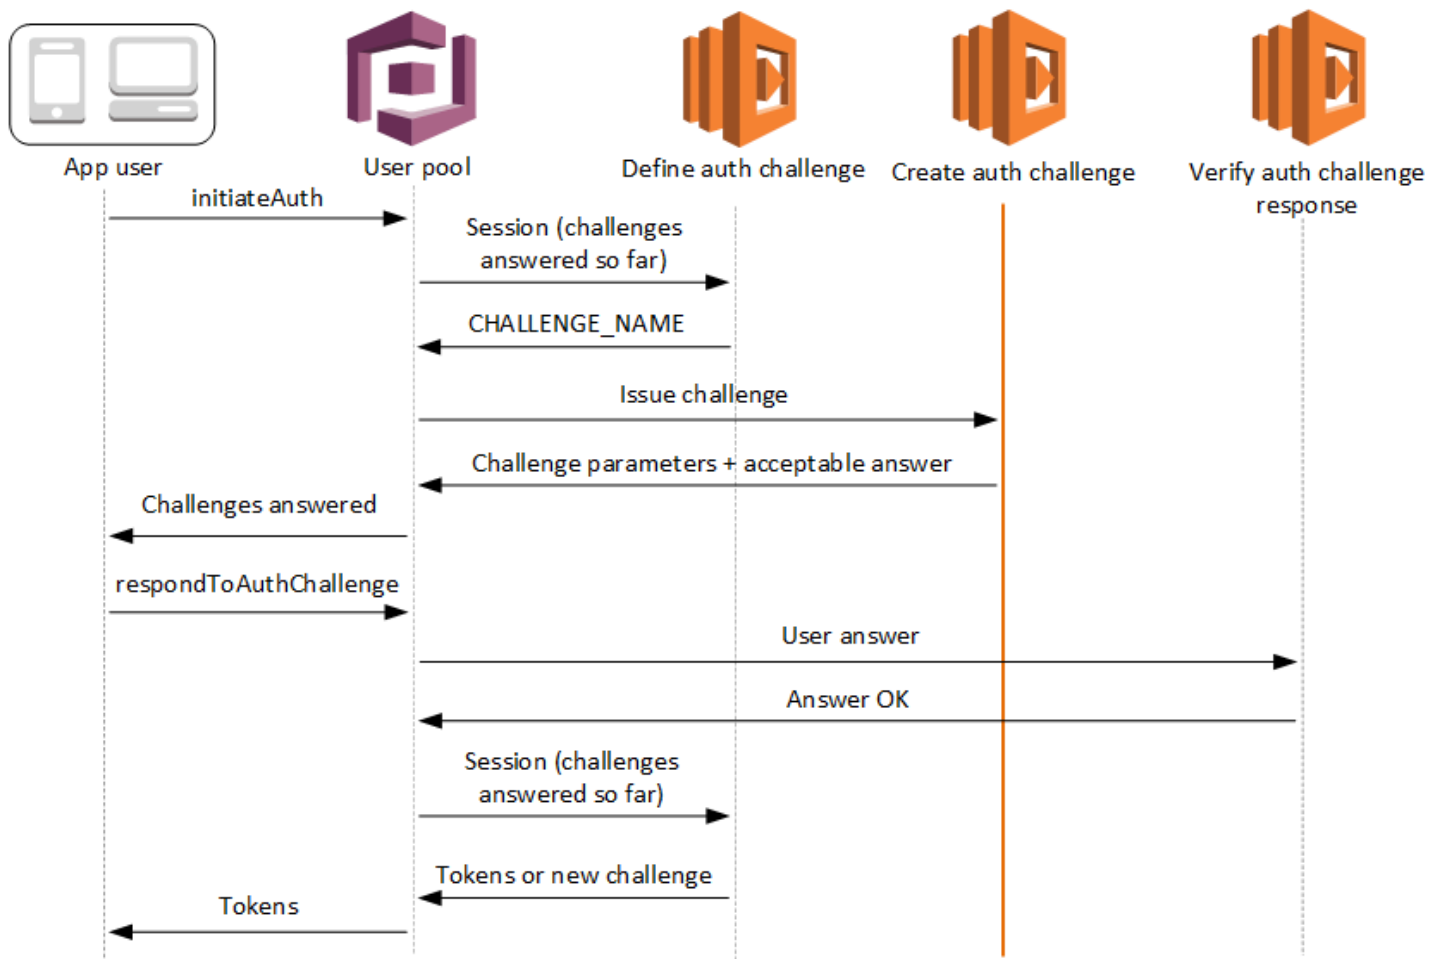 App user
User pool
Define auth challenge
Create auth challenge
Verify auth challenge
response
initiateAuth
Session (challenges
answered so far)
CHALLENGE_NAME
Issue challenge
Challenge parameters + acceptable answer
Challenges answered
respondToAuthChallenge
User answer
Answer OK
Session (challenges
answered so far)
Tokens or new challenge
Tokens